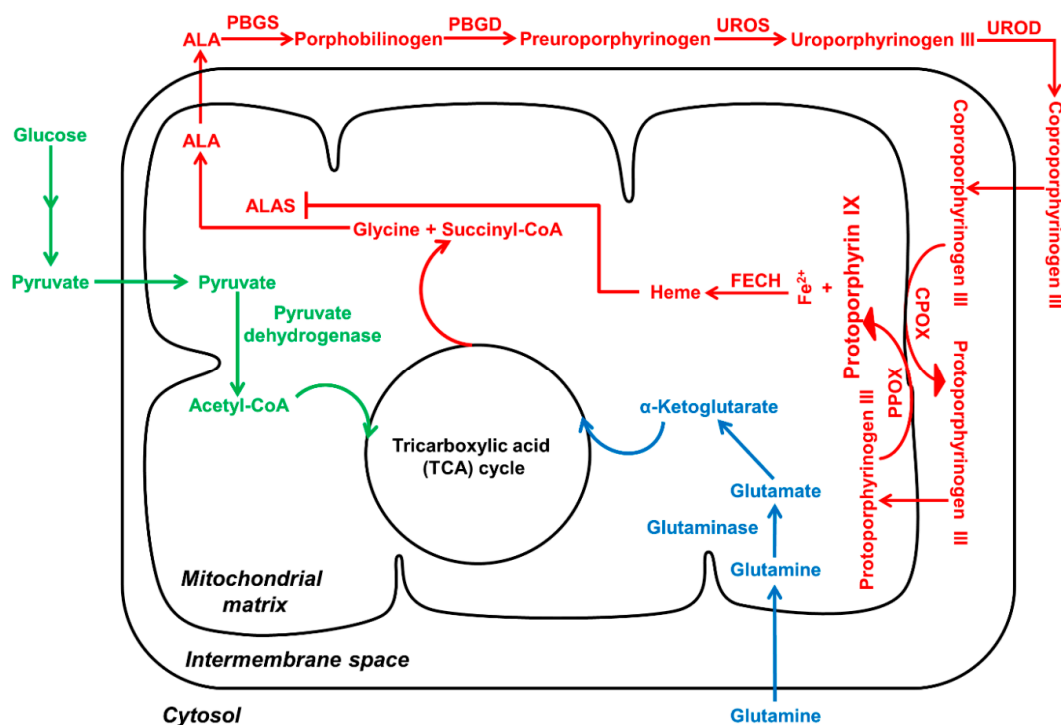 PBGS
PBGD
UROS
UROD
ALA
Porphobilinogen
Preuroporphyrinogen
Uroporphyrinogen III
Coproporphyrinogen III
Coproporphyrinogen III
Glucose
ALA
ALAS
Glycine + Succinyl-CoA
Protoporphyrin IX
+
Fe2+
FECH
Heme
CPOX
PPOX
Protoporphyrinogen III
Protoporphyrinogen III
Pyruvate
Pyruvate
Pyruvate
dehydrogenase
Acetyl-CoA
α-Ketoglutarate
Tricarboxylic acid
(TCA) cycle
Glutamate
Glutaminase
Glutamine
Mitochondrial
matrix
Intermembrane space
Cytosol
Glutamine